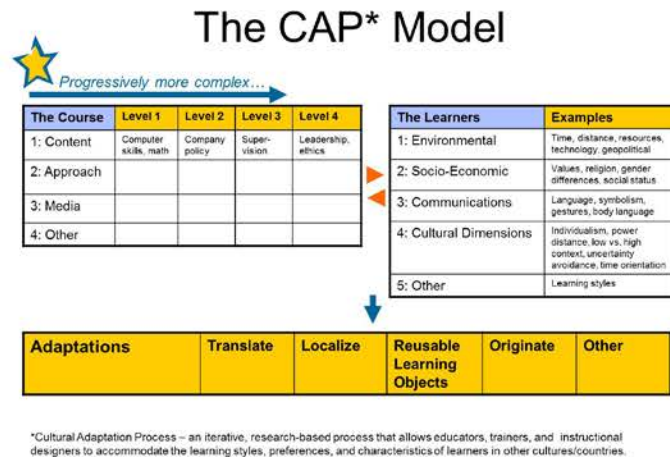 The CAP* Model
Progressively more complex...
The Course Level 1 Level 2 Level 3 Level 4
1: Content Computer skills, math Company policy Super-vision Leadership, ethics
2: Approach
3: Media
4: Other
The Learners Examples
1: Environmental Time, distance, resources, technology, geopolitical
2: Socio-Economic Values, religion, gender differences, social status
3: Communications Language, symbolism, gestures, body language
4: Cultural Dimensions Individualism, power distance, low vs. high context, uncertainty avoidance, time orientation
5: Other Learning styles
Adaptations Translate Localize Reusable Learning Objects Originate Other
*Cultural Adaptation Process – an iterative, research-based process that allows educators, trainers, and instructional
designers to accommodate the learning styles, preferences, and characteristics of learners in other cultures/countries.